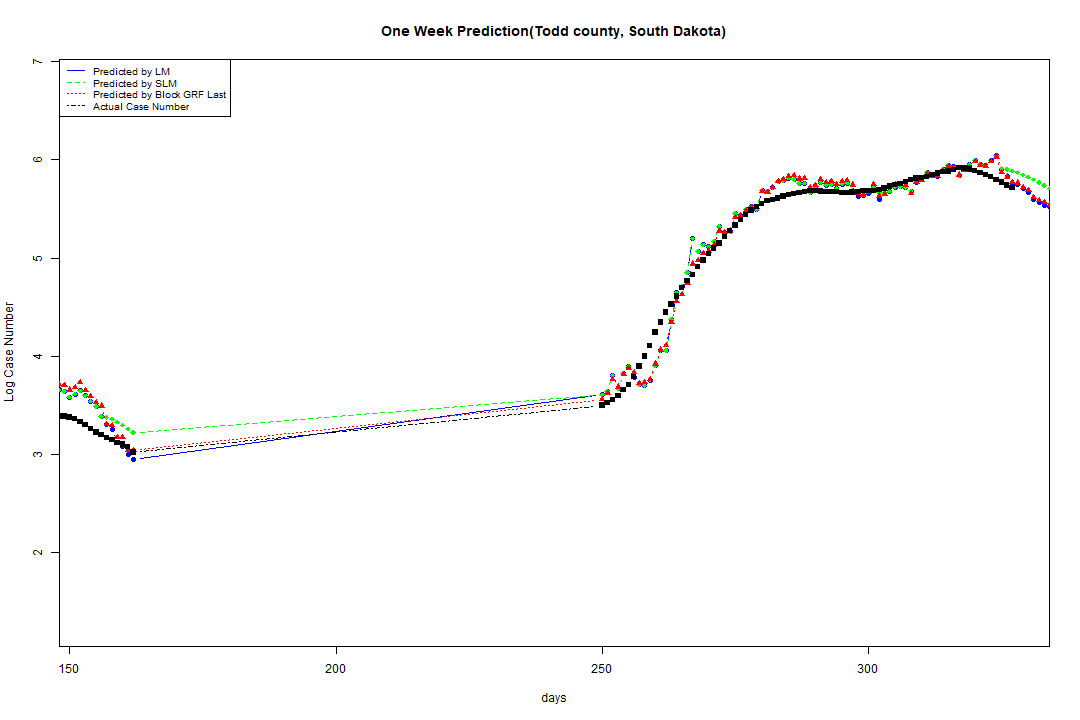 One Week Prediction(Todd county, South Dakota)
Predicted by LM
Predicted by SLM
Predicted by Block GRF Last
Actual Case Number
7
6
5
4
3
2
Log Case Number
150 200 250 300
days